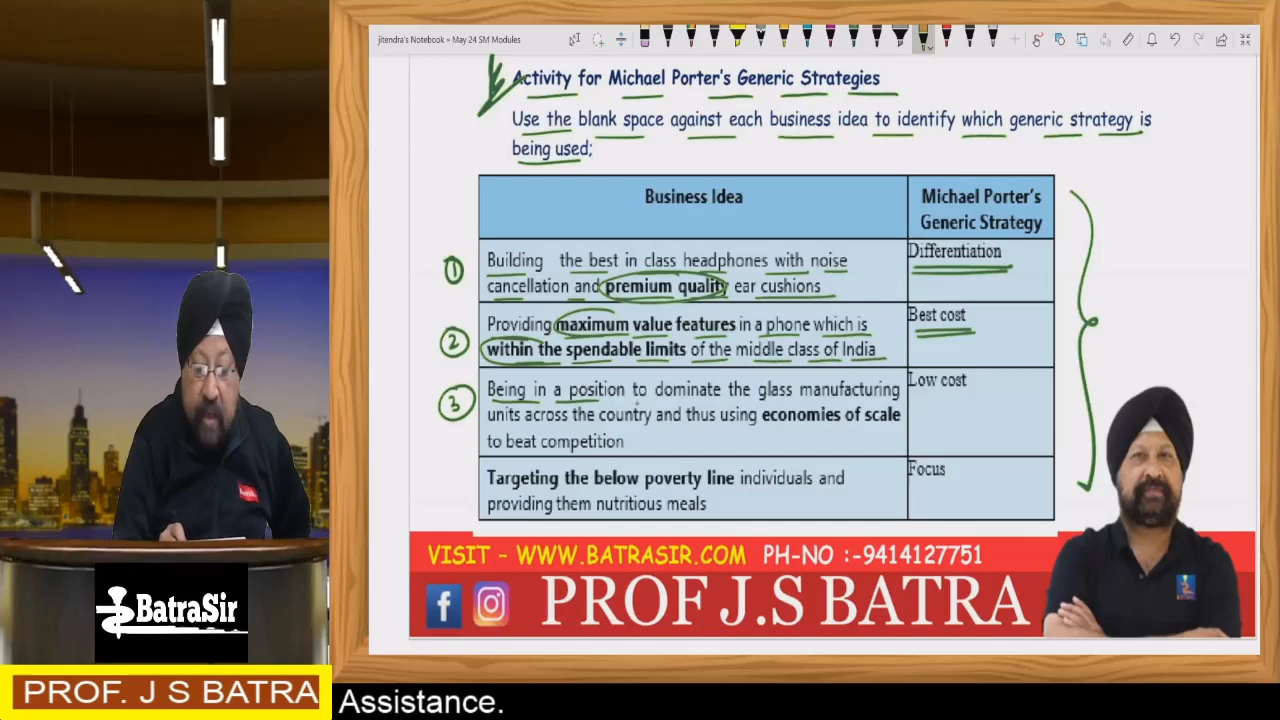 jitendra's Notebook » May 24 SM Modules
Activity for Michael Porter's Generic Strategies
Use the blank space against each business idea to identify which generic strategy is
being used;
Business Idea
Michael Porter's
Generic Strategy
1
Building the best in class headphones with noise
cancellation and premium quality ear cushions
Differentiation
2
Providing maximum value features in a phone which is
within the spendable limits of the middle class of India
Best cost
3
Being in a position to dominate the glass manufacturing
units across the country and thus using economies of scale
to beat competition
Low cost
Targeting the below poverty line individuals and
providing them nutritious meals
Focus
VISIT - WWW.BATRASIR.COM PH-NO :-9414127751
PROF J.S BATRA
BatraSir
PROF. J S BATRA
Assistance.